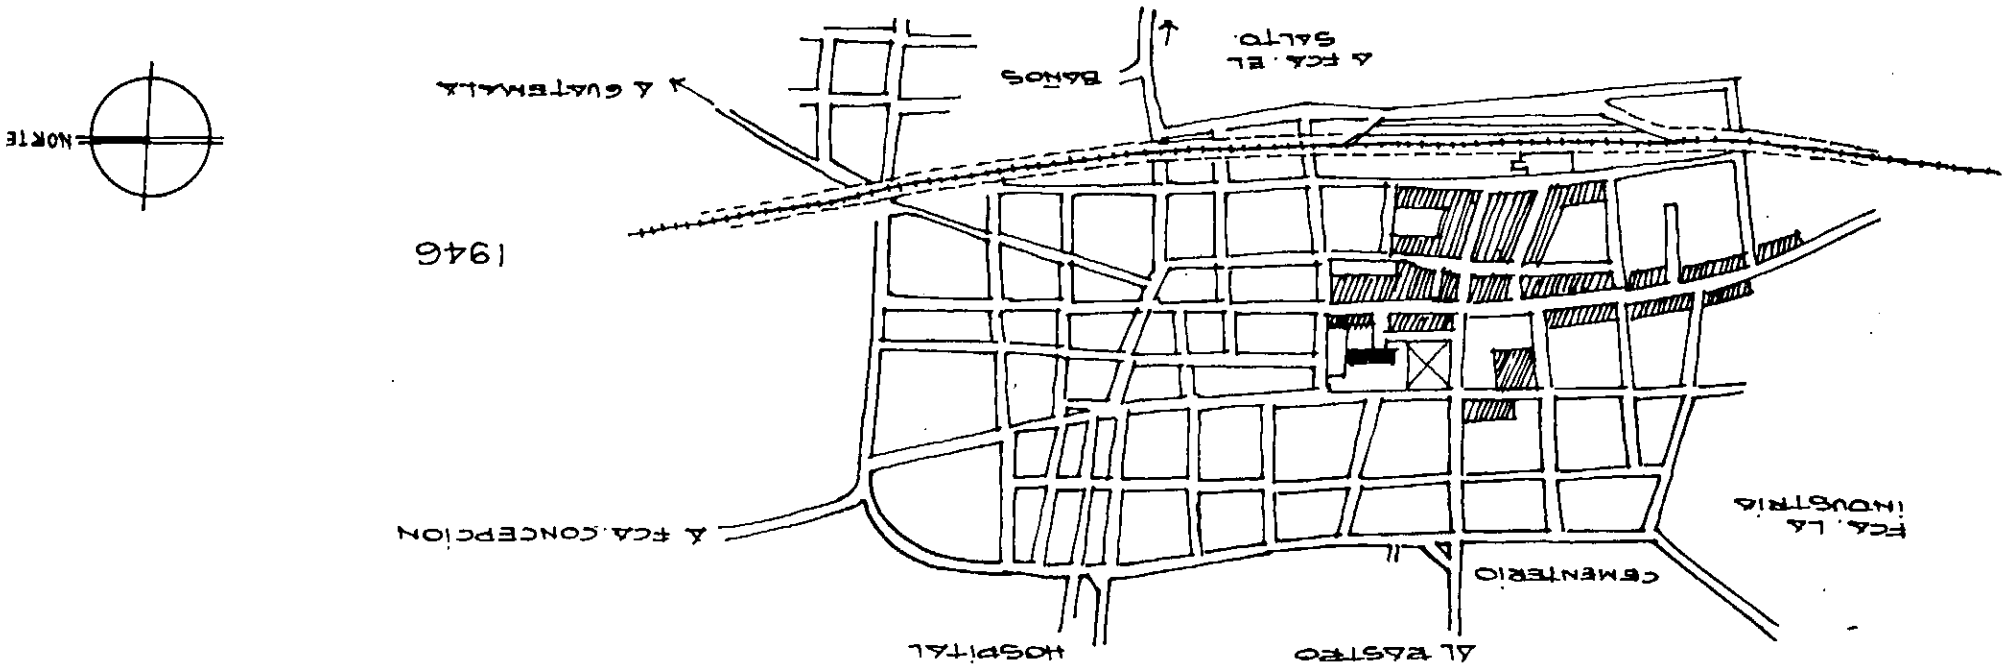 AL RASTRO
HOSPITAL
CEMENTERIO
FCA. LA
INDUSTRIA
A FCA. CONCEPCION
1946
NORTE
A GUATEMALA
BAÑOS
A FCA. EL
SALTO.